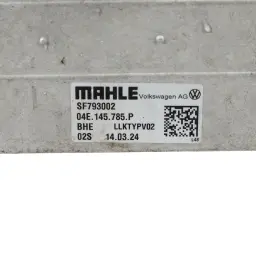 MAHLE Volkswagen AG
SF793002
04E.145.785.P
BHE LLKTYPV02
02S 14.03.24